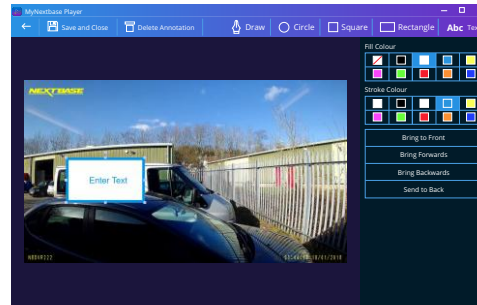 MyNextbase Player
Save and Close
Delete Annotation
Draw
Circle
Square
Rectangle
Abc
Fill Colour
Stroke Colour
Bring to Front
Bring Forwards
Bring Backwards
Send to Back
NEXTBASE
Enter Text